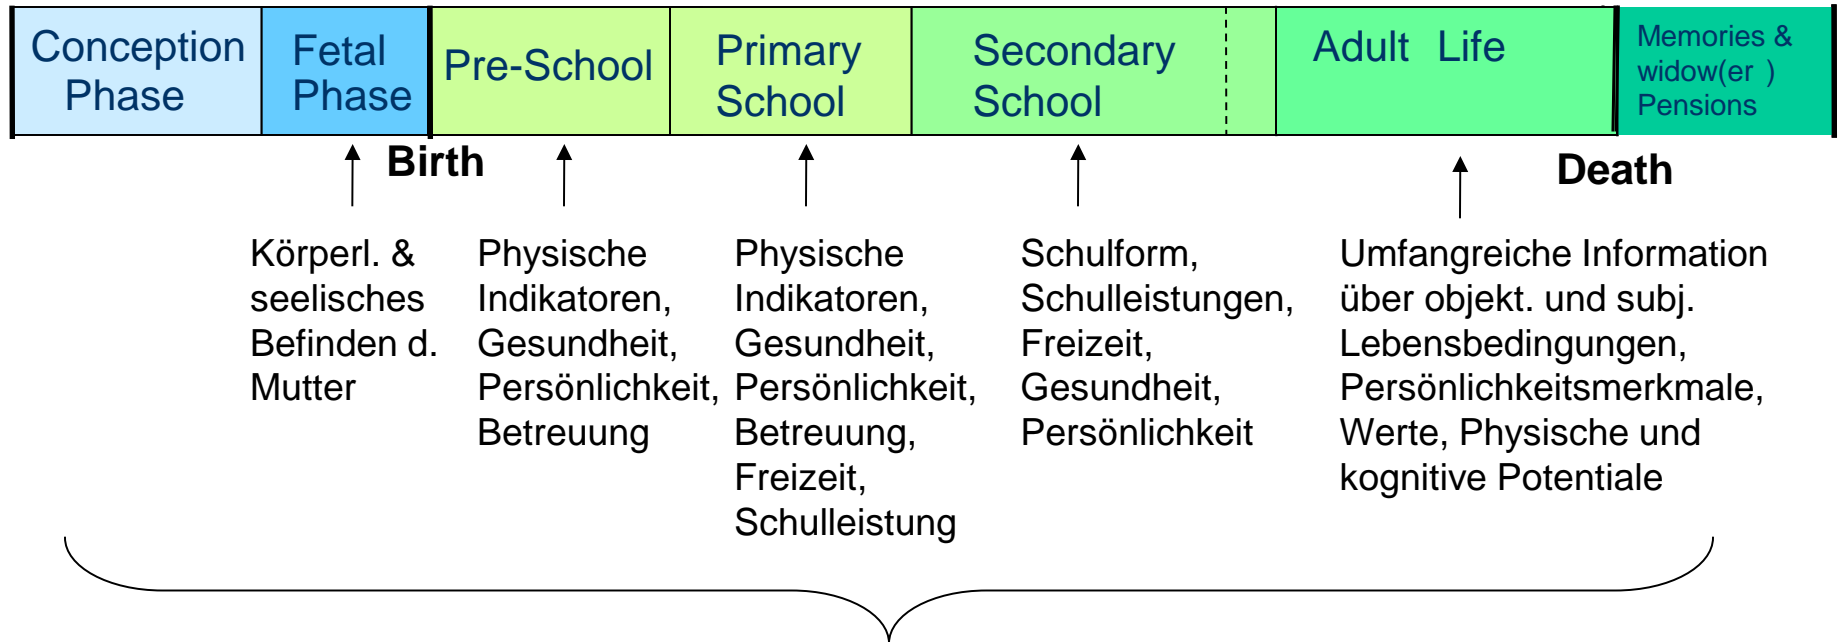 Conception
Phase
Fetal
Phase
Pre-School
Primary
School
Secondary
School
Adult Life
Memories &
widow(er )
Pensions
Birth
Death
Körperl. &
seelisches
Befinden d.
Mutter
Physische
Indikatoren,
Gesundheit,
Persönlichkeit,
Betreuung
Physische
Indikatoren,
Gesundheit,
Persönlichkeit,
Betreuung,
Freizeit,
Schulleistung
Schulform,
Schulleistungen,
Freizeit,
Gesundheit,
Persönlichkeit
Umfangreiche Information
über objekt. und subj.
Lebensbedingungen,
Persönlichkeitsmerkmale,
Werte, Physische und
kognitive Potentiale